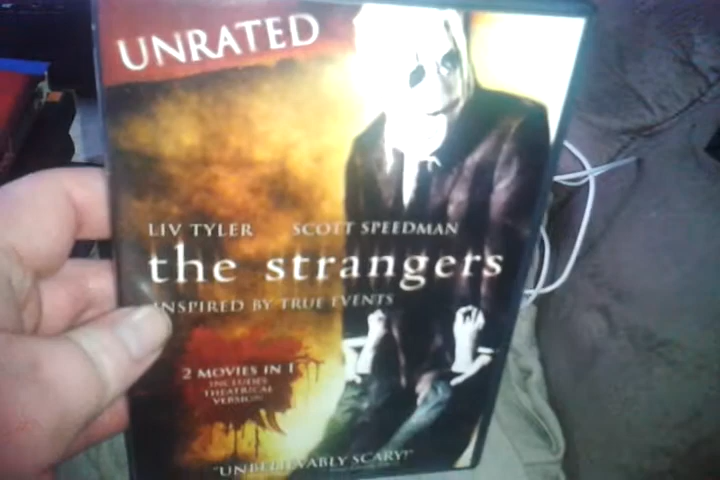 UNRATED
LIV TYLER SCOTT SPEEDMAN
the strangers
INSPIRED BY TRUE EVENTS
2 MOVIES IN 1
INCLUDES
THEATRICAL
VERSION
"UNBELIEVABLY SCARY!"